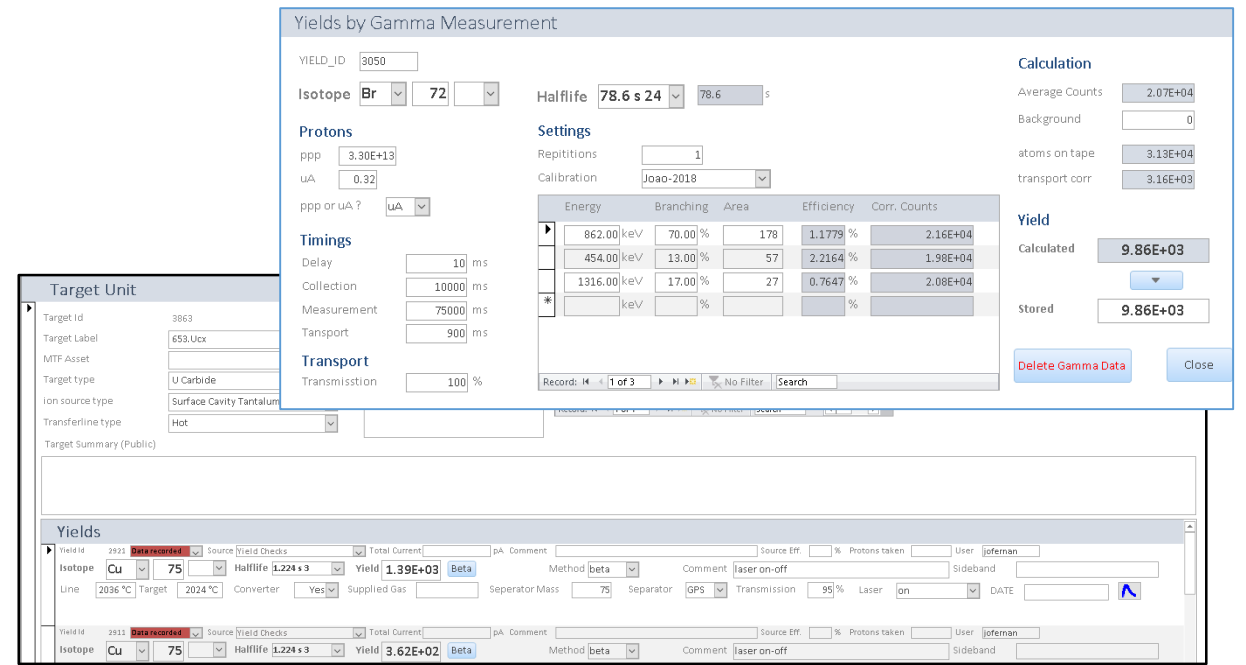 Yields by Gamma Measurement
YIELD_ID 3050
Isotope Br 72
Halflife 78.6 s 24 78.6 s
Protons
ppp 3.30E+13
uA 0.32
ppp or uA ? uA
Timings
Delay 10 ms
Collection 10000 ms
Measurement 75000 ms
Tansport 900 ms
Transport
Transmisstion 100 %
Settings
Repititions 1
Calibration Joao-2018
Energy Branching Area Efficiency Corr. Counts
862.00 keV 70.00 % 178 1.1779 % 2.16E+04
454.00 keV 13.00 % 57 2.2164 % 1.98E+04
1316.00 keV 17.00 % 27 0.7647 % 2.08E+04
* keV % %
Record: 1 of 3 No Filter Search
Calculation
Average Counts 2.07E+04
Background 0
atoms on tape 3.13E+04
transport corr 3.16E+03
Yield
Calculated 9.86E+03
Stored 9.86E+03
Delete Gamma Data Close
Target Unit
Target Id 3863
Target Label 653.Ucx
MTF Asset
Target type U Carbide
ion source type Surface Cavity Tantalum
Transferline type Hot
Target Summary (Public)
Yields
Yield Id 2921 Data recorded Source Yield Checks Total Current pA Comment Source Eff. % Protons taken User jofernan
Isotope Cu 75 Halflife 1.224 s 3 Yield 1.39E+03 Beta Method beta Comment laser on-off Sideband
Line 2036 °C Target 2024 °C Converter Yes Supplied Gas Seperator Mass 75 Separator GPS Transmission 95 % Laser on DATE
Yield Id 2911 Data recorded Source Yield Checks Total Current pA Comment Source Eff. % Protons taken User jofernan
Isotope Cu 75 Halflife 1.224 s 3 Yield 3.62E+02 Beta Method beta Comment laser on-off Sideband